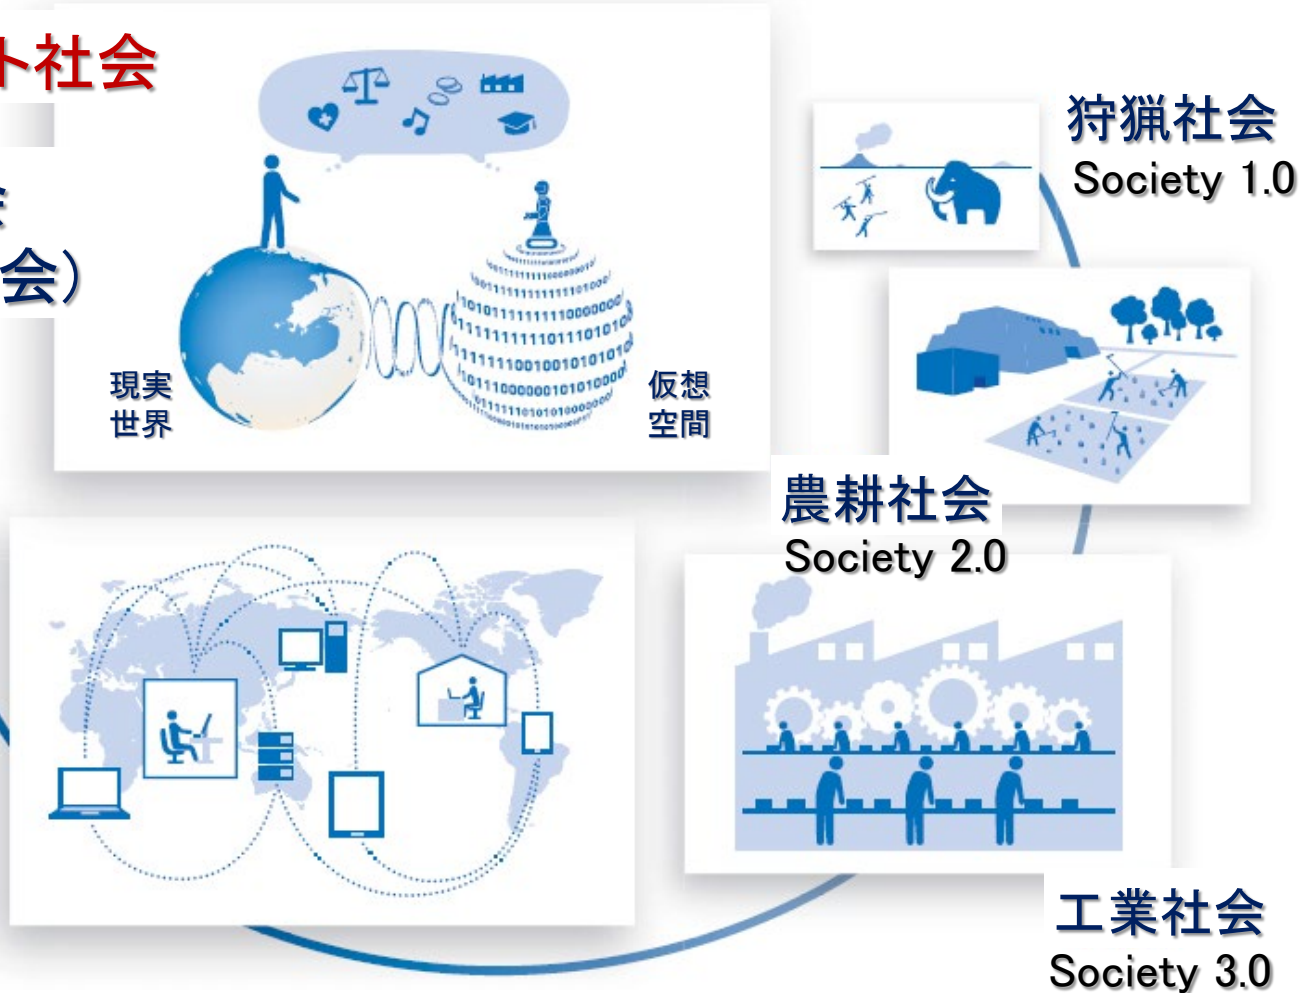 ト社会
会
会）
現実
世界
仮想
空間
狩猟社会
Society 1.0
農耕社会
Society 2.0
工業社会
Society 3.0